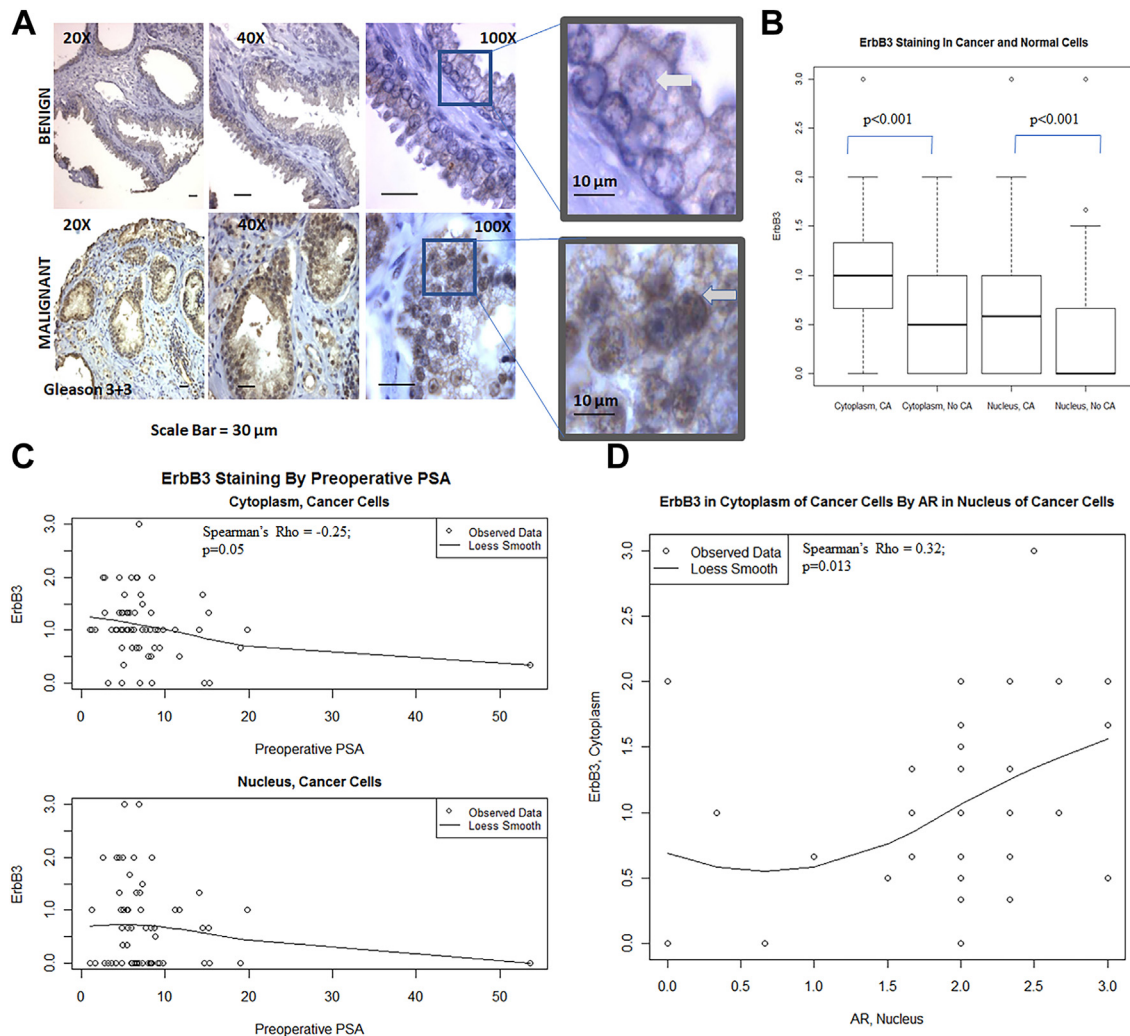 A
20X
40X
100X
BENIGN
10 µm
20X
40X
100X
MALIGNANT
Gleason 3+3
10 µm
Scale Bar = 30 µm
B
ErbB3 Staining In Cancer and Normal Cells
p<0.001
p<0.001
ErbB3
3.0
2.5
2.0
1.5
1.0
0.5
0.0
Cytoplasm, CA
Cytoplasm, No CA
Nucleus, CA
Nucleus, No CA
C
ErbB3 Staining By Preoperative PSA
Cytoplasm, Cancer Cells
Spearman's Rho = -0.25;
p=0.05
Observed Data
Loess Smooth
ErbB3
3.0
2.0
1.0
0.0
0 10 20 30 40 50
Preoperative PSA
Nucleus, Cancer Cells
Observed Data
Loess Smooth
ErbB3
3.0
2.0
1.0
0.0
0 10 20 30 40 50
Preoperative PSA
D
ErbB3 in Cytoplasm of Cancer Cells By AR in Nucleus of Cancer Cells
Observed Data
Loess Smooth
Spearman's Rho = 0.32;
p=0.013
ErbB3, Cytoplasm
3.0
2.5
2.0
1.5
1.0
0.5
0.0
0.0 0.5 1.0 1.5 2.0 2.5 3.0
AR, Nucleus